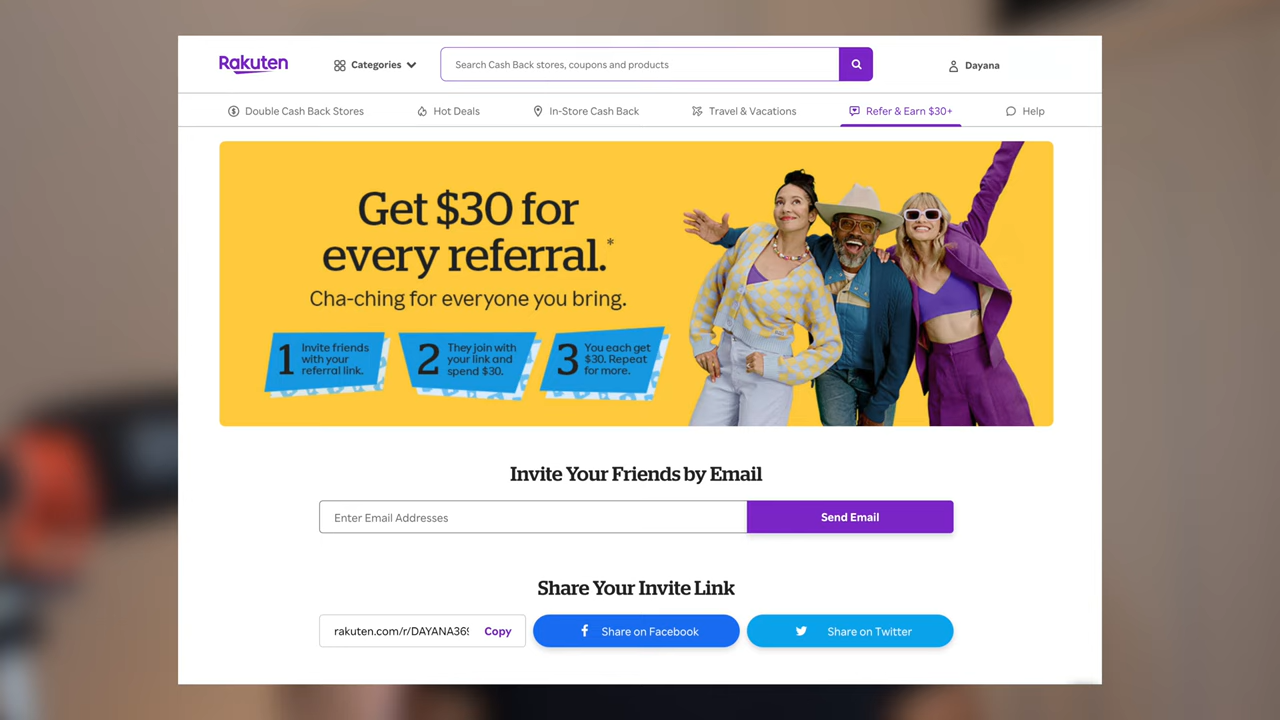 Rakuten
Categories
Search Cash Back stores, coupons and products
Dayana
Double Cash Back Stores
Hot Deals
In-Store Cash Back
Travel & Vacations
Refer & Earn $30+
Help
Get $30 for
every referral.*
Cha-ching for everyone you bring.
1
Invite friends
with your
referral link.
2
They join with
your link and
spend $30.
3
You each get
$30. Repeat
for more.
Invite Your Friends by Email
Enter Email Addresses
Send Email
Share Your Invite Link
rakuten.com/r/DAYANA36
Copy
Share on Facebook
Share on Twitter